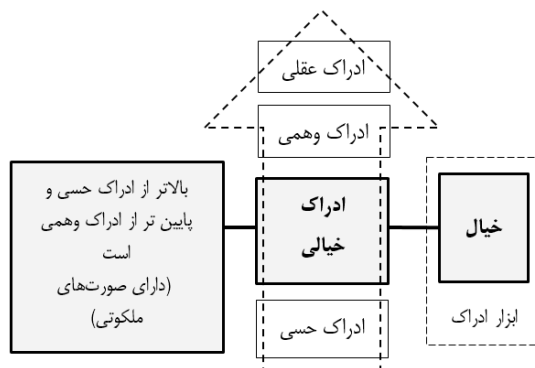 ادراک عقلی
ادراک وهمی
بالاتر از ادراک حسی و
پایین تر از ادراک وهمی
است
(دارای صورت‌های
ملکوتی)
ادراک
خیالی
خیال
ابزار ادراک
ادراک حسی